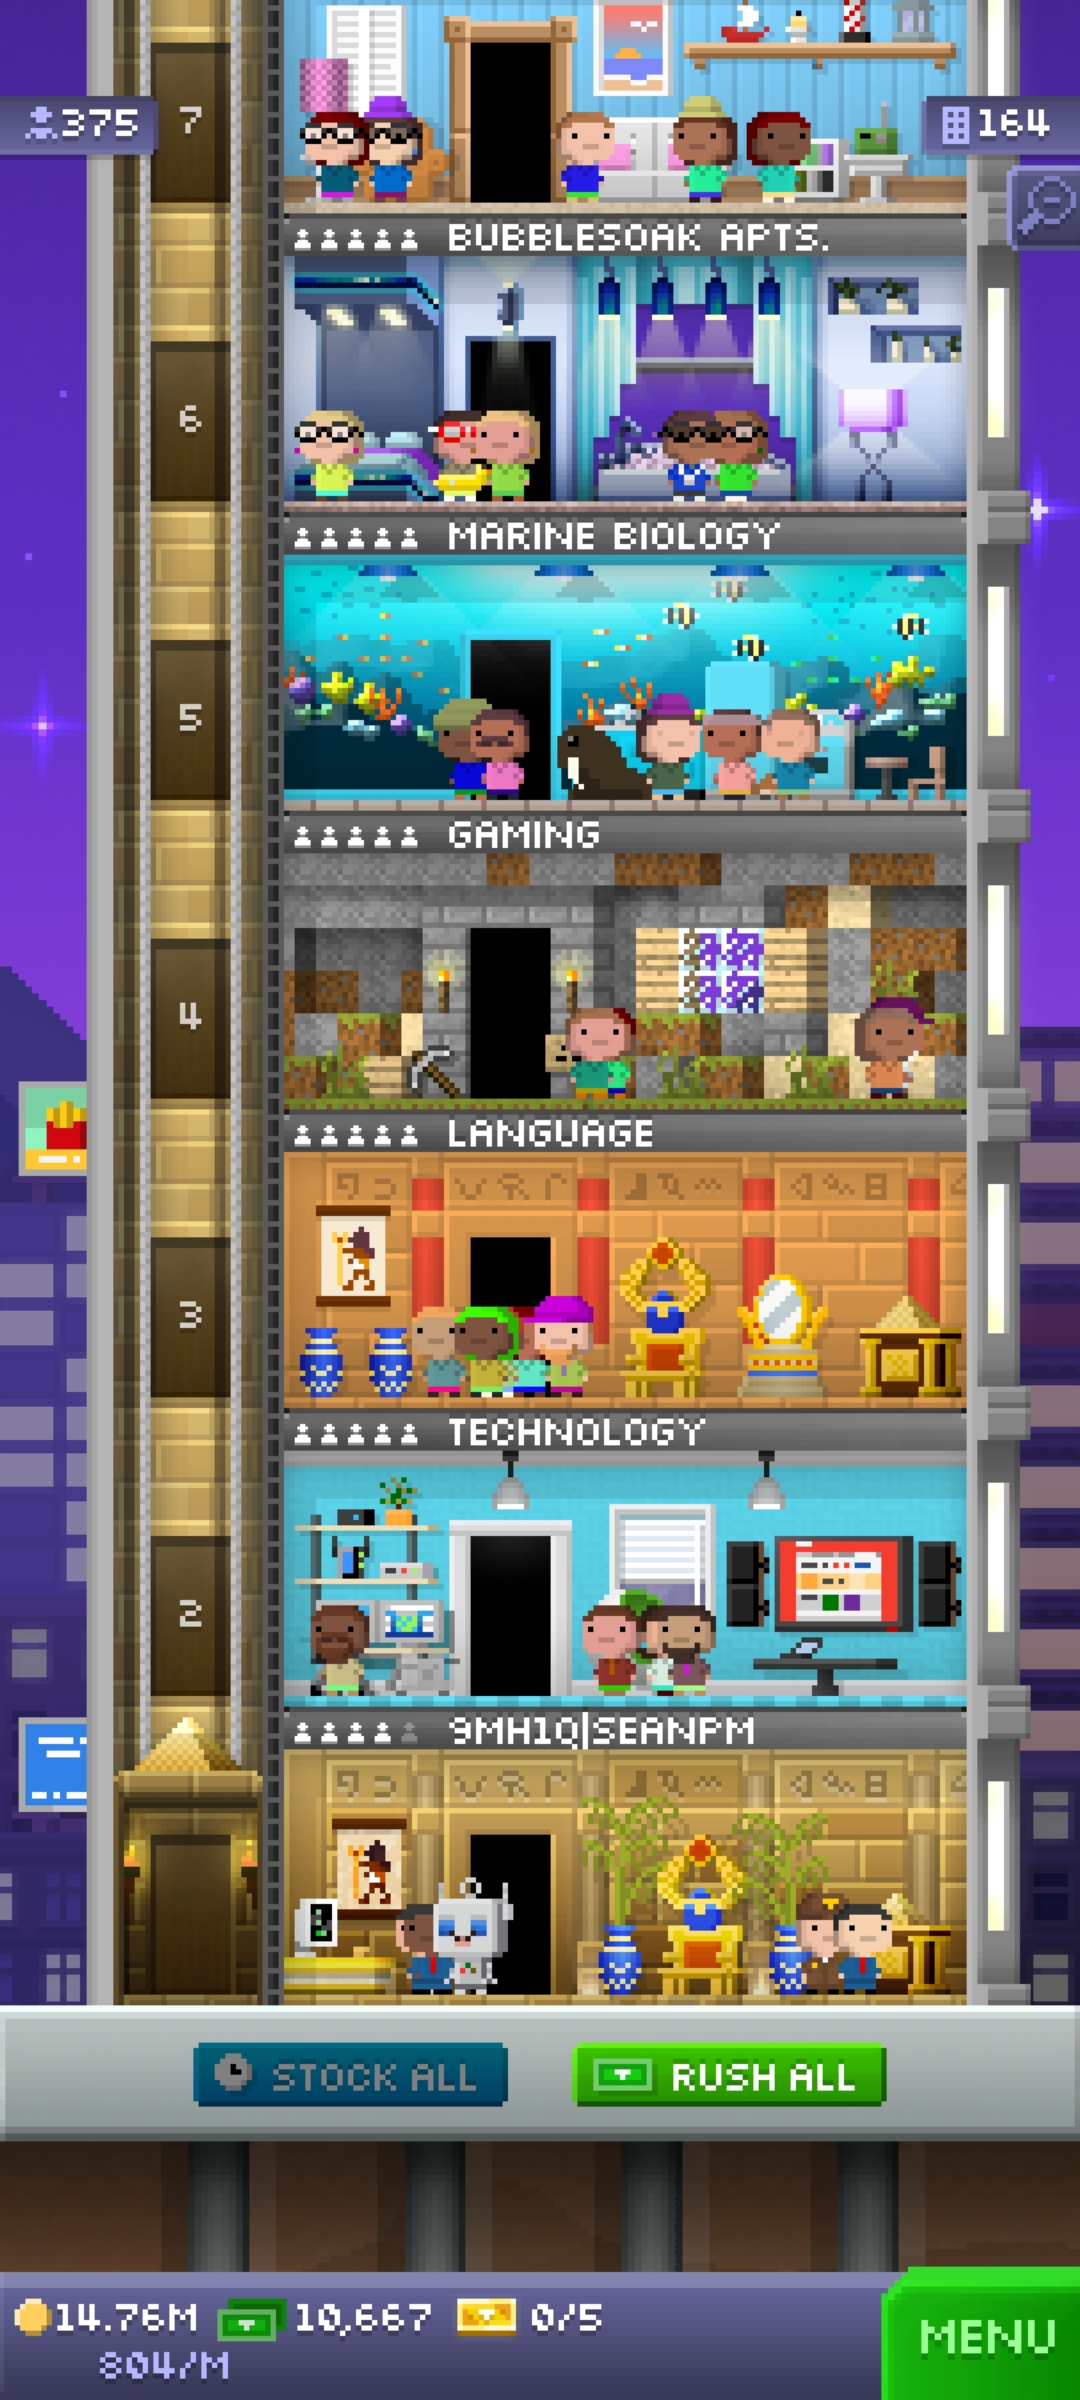 375
7
164
BUBBLESOAK APTS.
6
MARINE BIOLOGY
5
GAMING
4
LANGUAGE
3
TECHNOLOGY
2
9MH1Q|SEANPM
STOCK ALL
RUSH ALL
14.76M
10,667
0/5
804/M
MENU